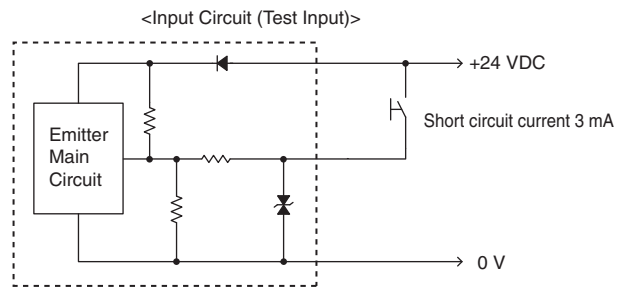 <Input Circuit (Test Input)>
+24 VDC
Short circuit current 3 mA
Emitter
Main
Circuit
0 V